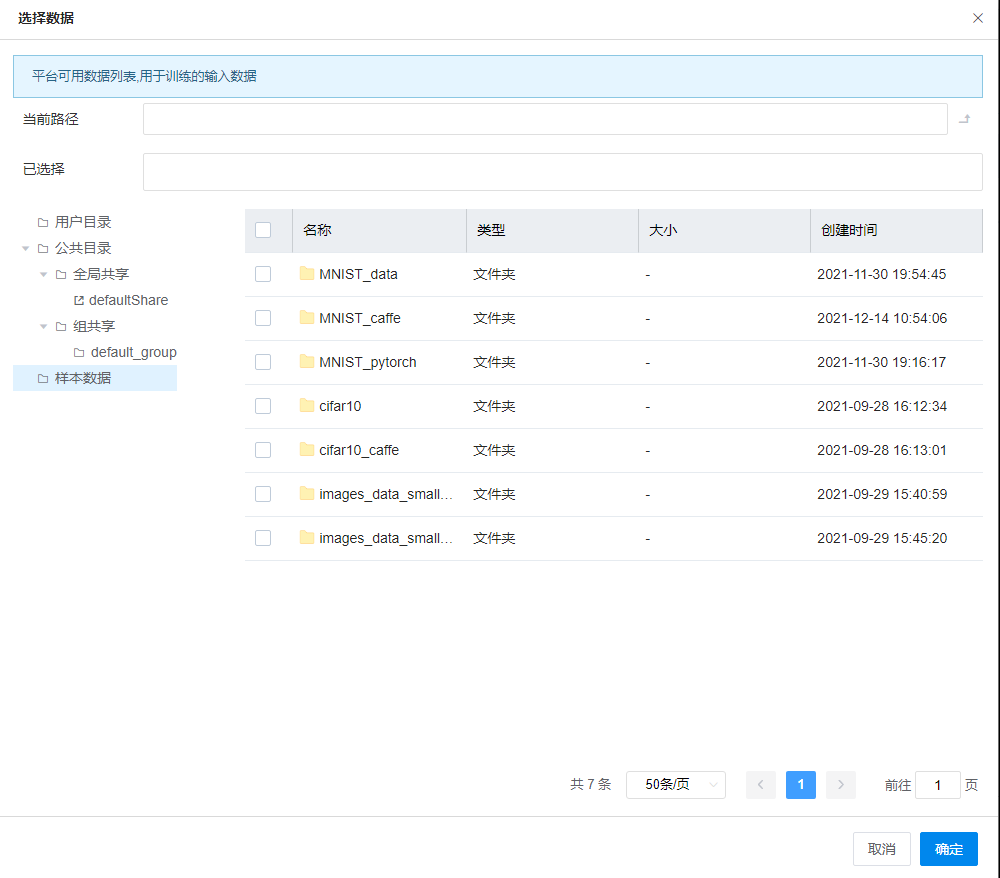 选择数据
平台可用数据列表,用于训练的输入数据
当前路径
已选择
用户目录
公共目录
全局共享
defaultShare
组共享
default_group
样本数据
名称 类型 大小 创建时间
MNIST_data 文件夹 - 2021-11-30 19:54:45
MNIST_caffe 文件夹 - 2021-12-14 10:54:06
MNIST_pytorch 文件夹 - 2021-11-30 19:16:17
cifar10 文件夹 - 2021-09-28 16:12:34
cifar10_caffe 文件夹 - 2021-09-28 16:13:01
images_data_small... 文件夹 - 2021-09-29 15:40:59
images_data_small... 文件夹 - 2021-09-29 15:45:20
共 7 条 50条/页 1 前往 1 页
取消 确定